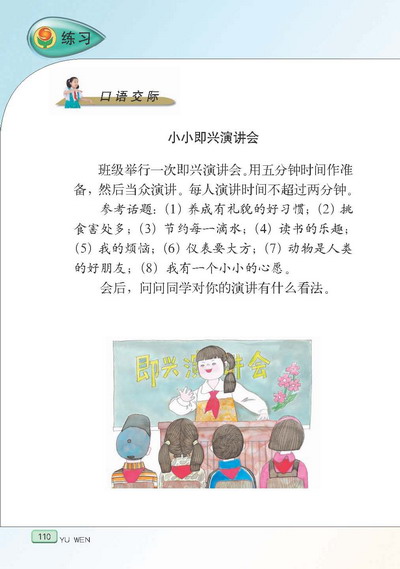 练习
口语交际
小小即兴演讲会
班级举行一次即兴演讲会。用五分钟时间作准
备，然后当众演讲。每人演讲时间不超过两分钟。
参考话题：（1）养成有礼貌的好习惯；（2）挑
食害处多；（3）节约每一滴水；（4）读书的乐趣；
（5）我的烦恼；（6）仪表要大方；（7）动物是人类
的好朋友；（8）我有一个小小的心愿。
会后，问问同学对你的演讲有什么看法。
即兴演讲会
110 YU WEN